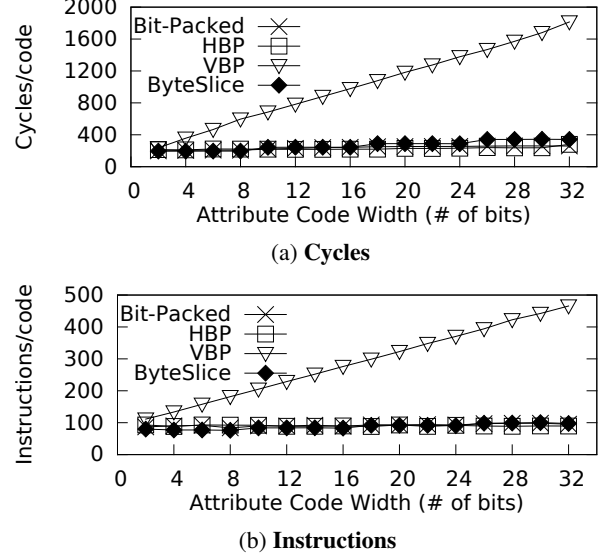 2000
1600
1200
800
400
0
Cycles/code
Bit-Packed
HBP
VBP
ByteSlice
0 4 8 12 16 20 24 28 32
Attribute Code Width (# of bits)
(a) Cycles
500
400
300
200
100
0
Instructions/code
Bit-Packed
HBP
VBP
ByteSlice
0 4 8 12 16 20 24 28 32
Attribute Code Width (# of bits)
(b) Instructions